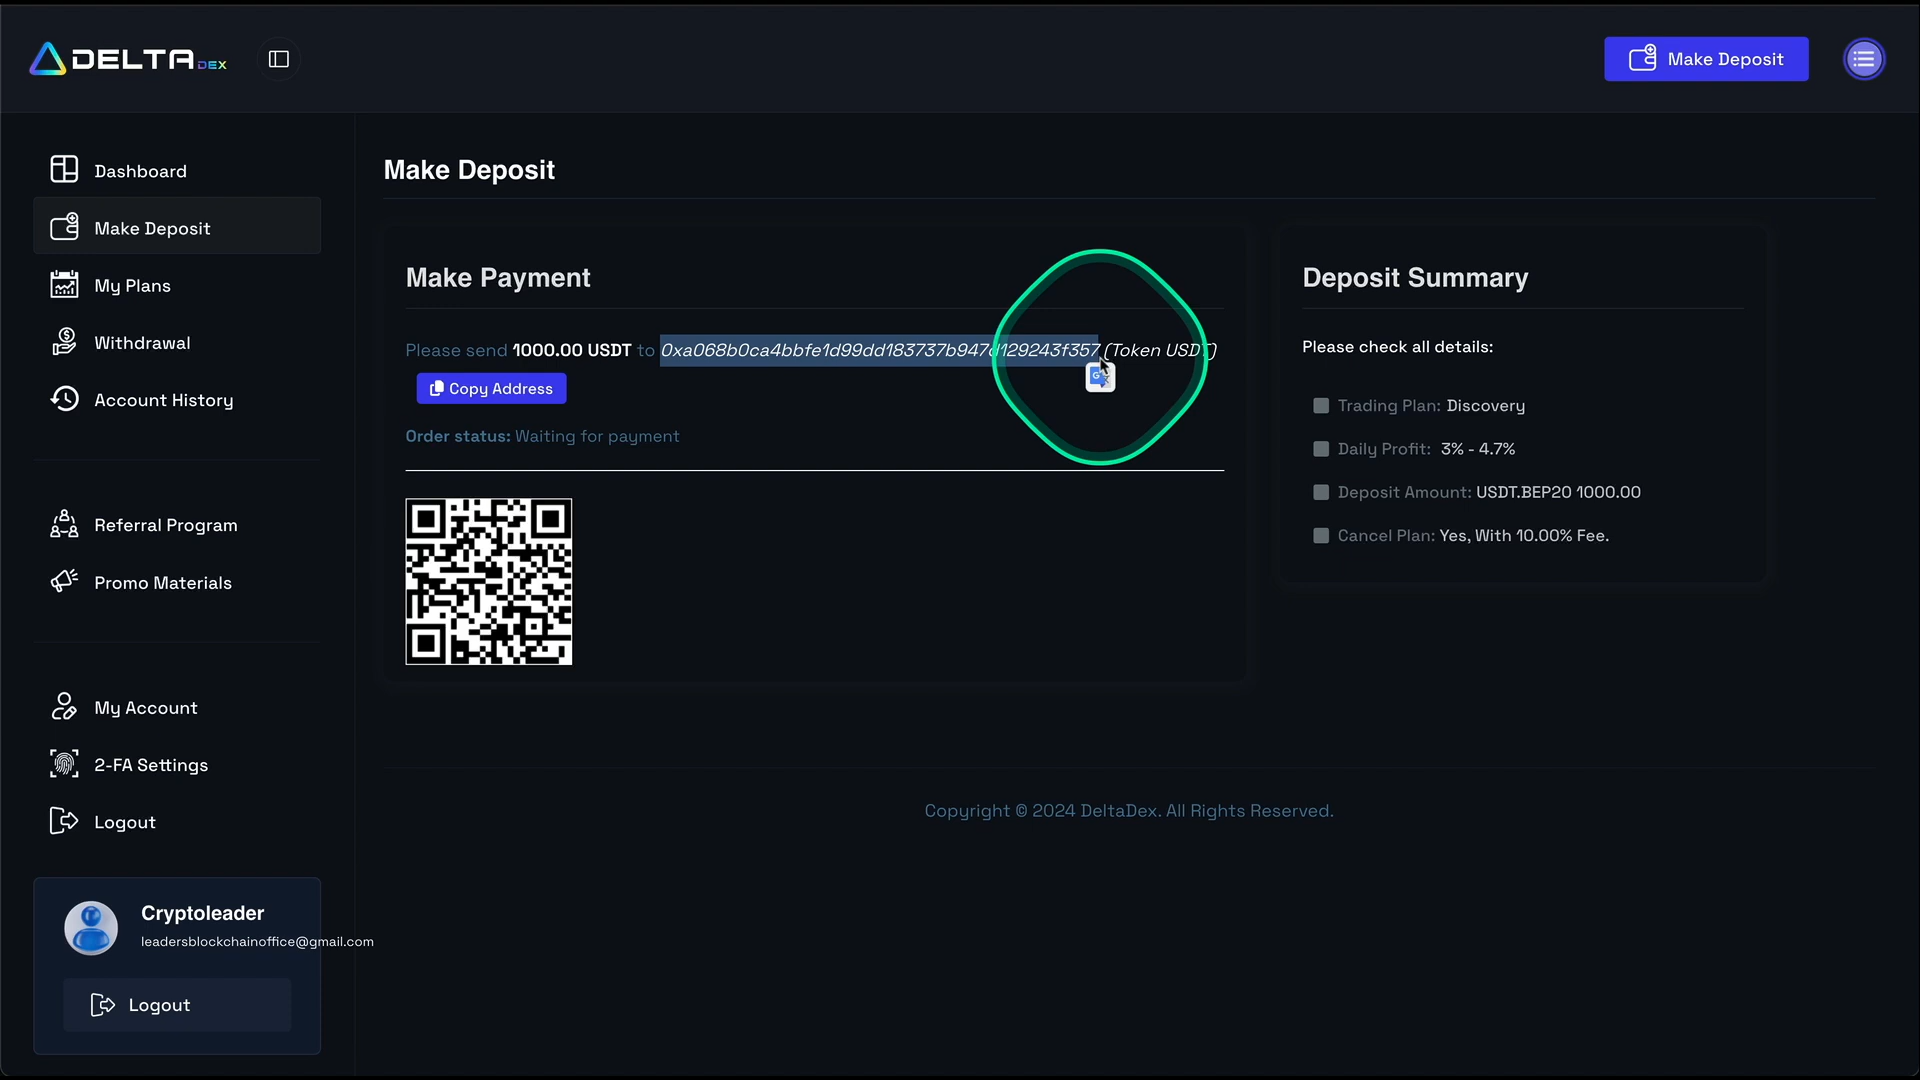 DELTA DEX
Make Deposit
Dashboard
Make Deposit
My Plans
Withdrawal
Account History
Referral Program
Promo Materials
My Account
2-FA Settings
Logout
Cryptoleader
leadersblockchainoffice@gmail.com
Logout
Make Deposit
Make Payment
Please send 1000.00 USDT to 0xa068b0ca4bbfe1d99dd183737b947d129243f357 (Token USDT)
Copy Address
Order status: Waiting for payment
Deposit Summary
Please check all details:
Trading Plan: Discovery
Daily Profit: 3% - 4.7%
Deposit Amount: USDT.BEP20 1000.00
Cancel Plan: Yes, With 10.00% Fee.
Copyright © 2024 DeltaDex. All Rights Reserved.